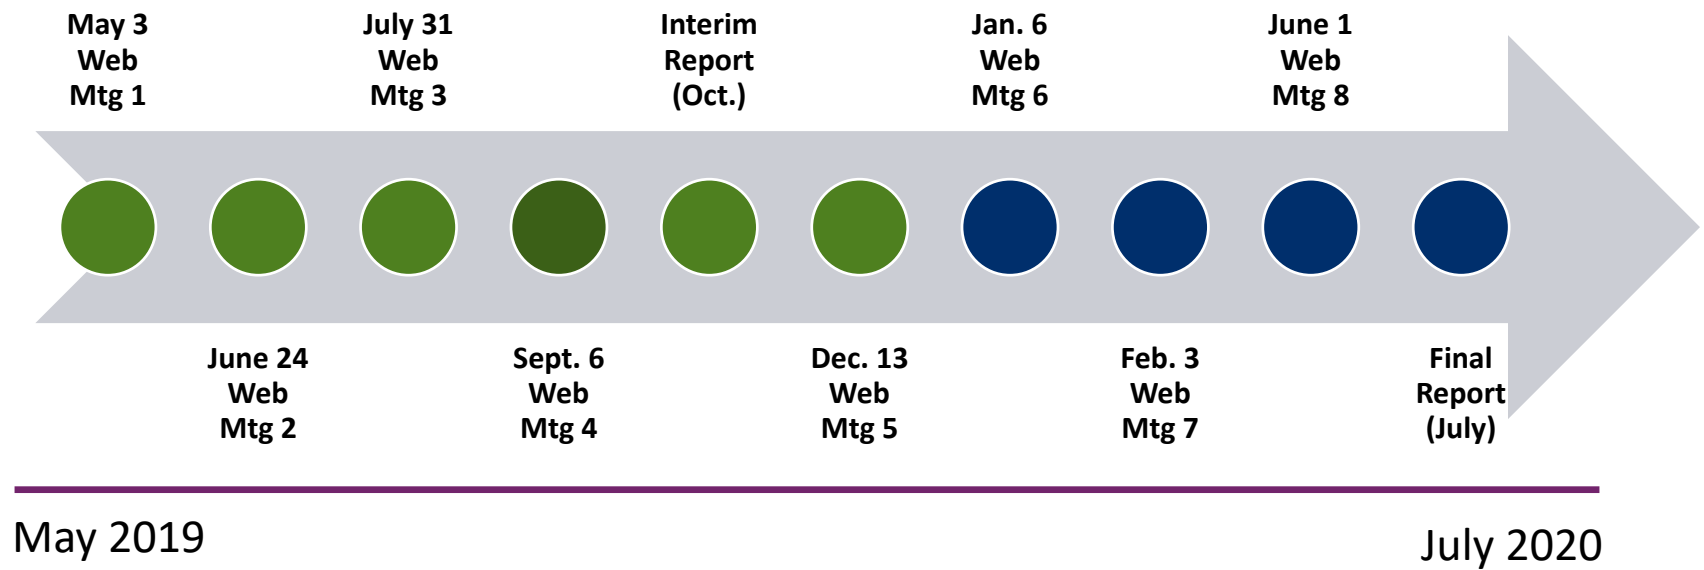 May 3
Web
Mtg 1
June 24
Web
Mtg 2
July 31
Web
Mtg 3
Sept. 6
Web
Mtg 4
Interim
Report
(Oct.)
Dec. 13
Web
Mtg 5
Jan. 6
Web
Mtg 6
Feb. 3
Web
Mtg 7
June 1
Web
Mtg 8
Final
Report
(July)
May 2019
July 2020